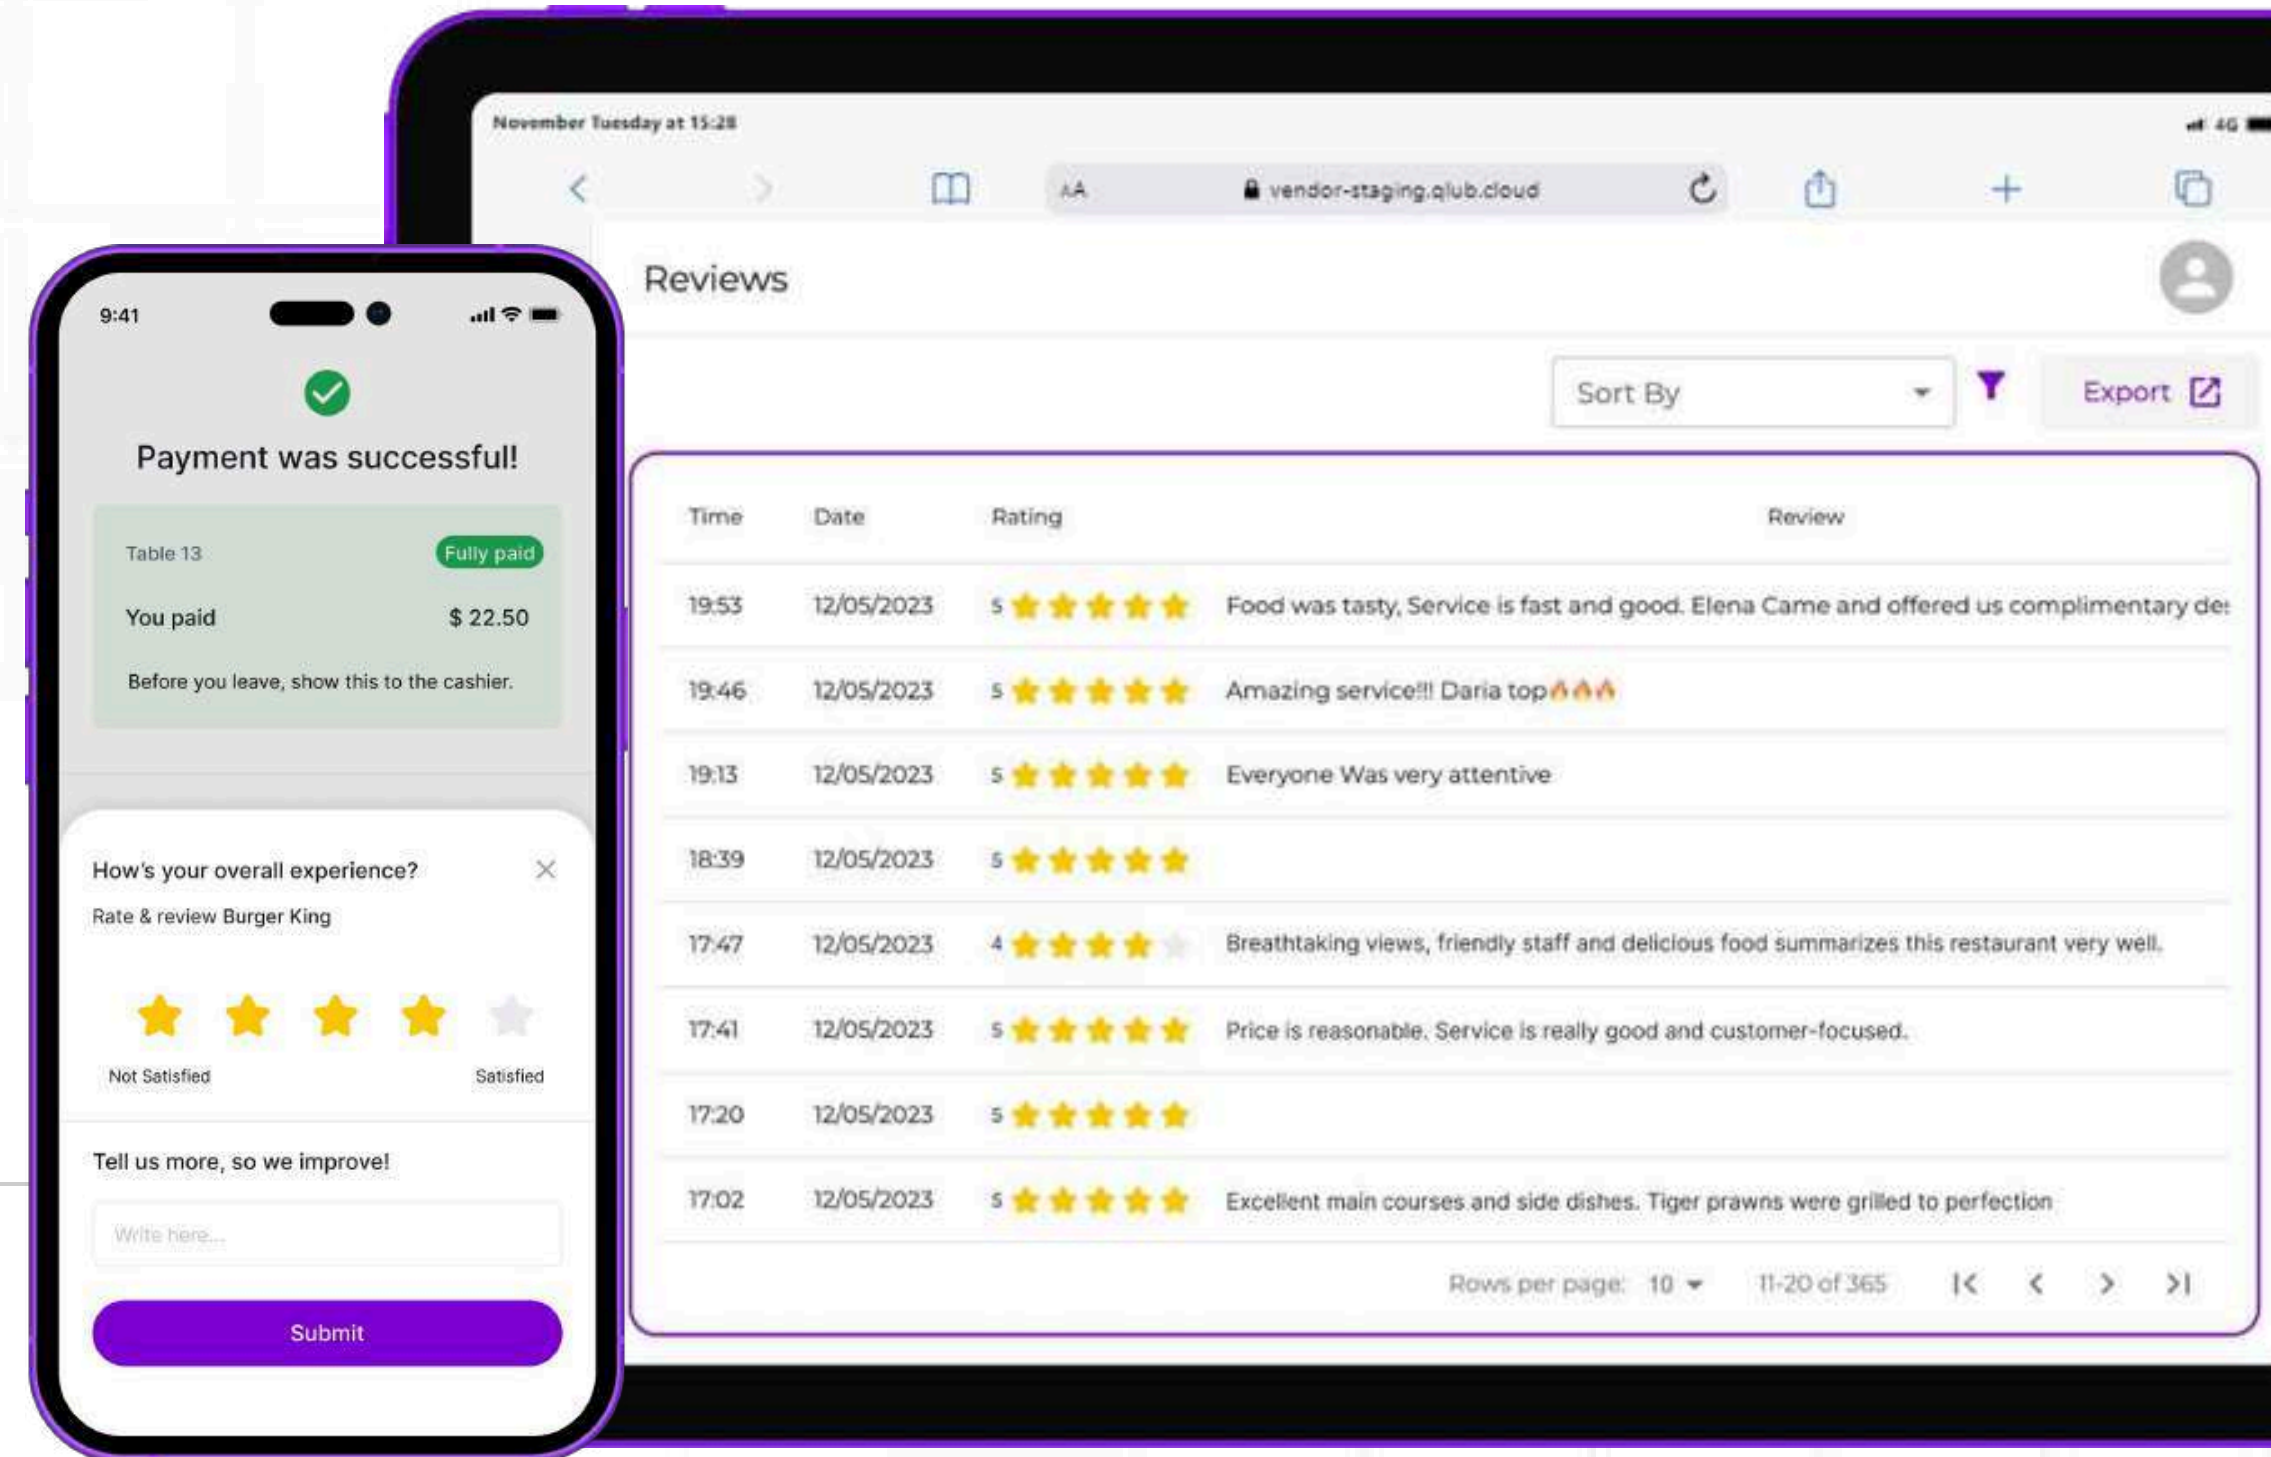 November Tuesday at 15:28
4G
AA
vendor-staging.qlub.cloud
Reviews
Sort By
Export
Time Date Rating Review
19:53 12/05/2023 5 Food was tasty, Service is fast and good. Elena Came and offered us complimentary
19:46 12/05/2023 5 Amazing service!!! Daria top🔥🔥🔥
19:13 12/05/2023 5 Everyone Was very attentive
18:39 12/05/2023 5
17:47 12/05/2023 4 Breathtaking views, friendly staff and delicious food summarizes this restaurant very well.
17:41 12/05/2023 5 Price is reasonable. Service is really good and customer-focused.
17:20 12/05/2023 5
17:02 12/05/2023 5 Excellent main courses and side dishes. Tiger prawns were grilled to perfection
Rows per page: 10 11-20 of 365
9:41
Payment was successful!
Table 13 Fully paid
You paid $ 22.50
Before you leave, show this to the cashier.
How's your overall experience?
Rate & review Burger King
Not Satisfied Satisfied
Tell us more, so we improve!
Write here...
Submit